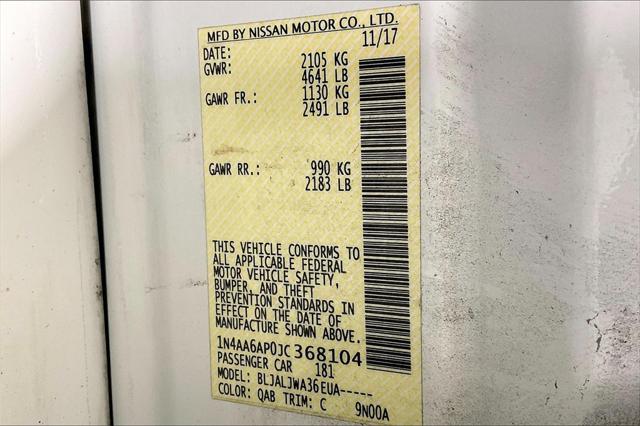 MFD BY NISSAN MOTOR CO., LTD.
DATE: 11/17
GVWR: 2105 KG
4641 LB
GAWR FR.: 1130 KG
2491 LB
GAWR RR.: 990 KG
2183 LB
THIS VEHICLE CONFORMS TO
ALL APPLICABLE FEDERAL
MOTOR VEHICLE SAFETY,
BUMPER, AND THEFT
PREVENTION STANDARDS IN
EFFECT ON THE DATE OF
MANUFACTURE SHOWN ABOVE.
1N4AA6AP0JC368104
PASSENGER CAR 181
MODEL: BLJALJWA36EUA-----
COLOR: QAB TRIM: C 9N00A